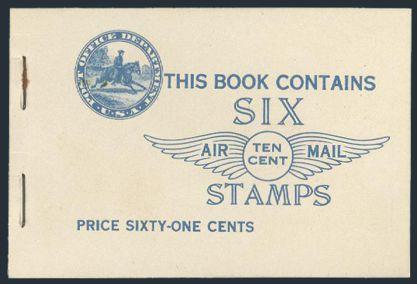 POST OFFICE DEPARTMENT
U.S.A.
THIS BOOK CONTAINS
SIX
AIR TEN CENT MAIL
STAMPS
PRICE SIXTY-ONE CENTS